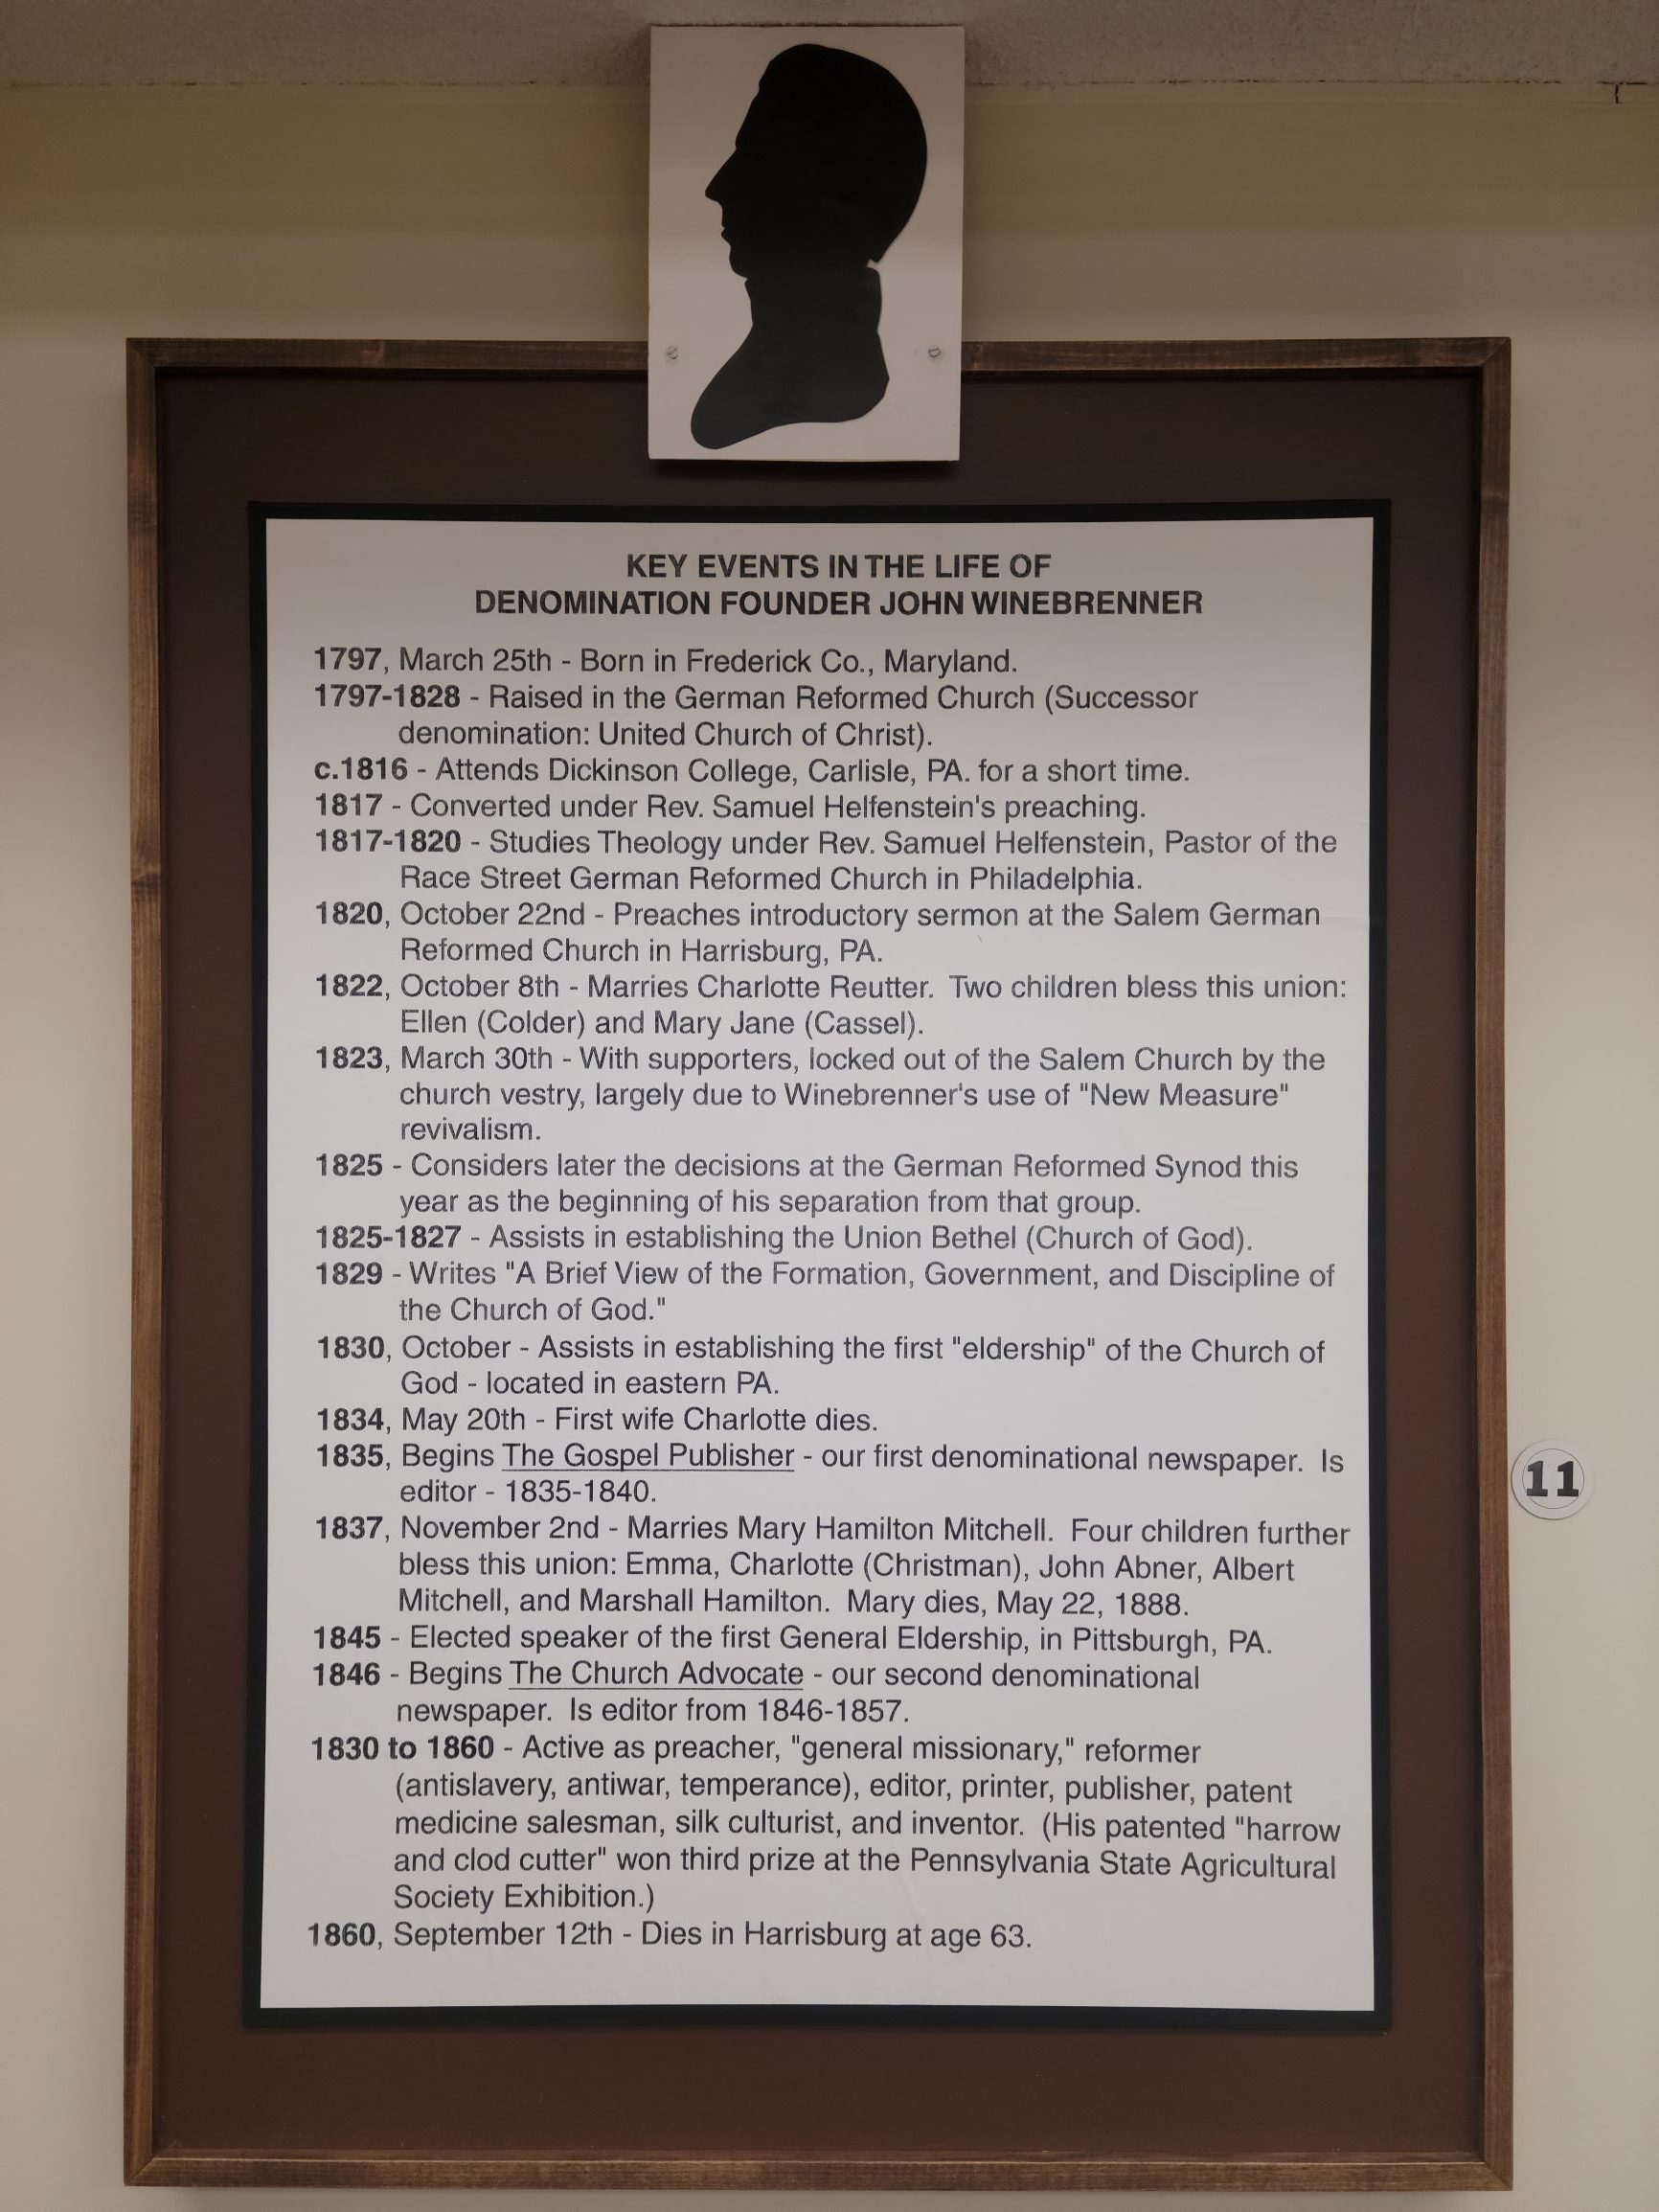 KEY EVENTS IN THE LIFE OF
DENOMINATION FOUNDER JOHN WINEBRENNER
1797, March 25th - Born in Frederick Co., Maryland.
1797-1828 - Raised in the German Reformed Church (Successor
denomination: United Church of Christ).
c.1816 - Attends Dickinson College, Carlisle, PA. for a short time.
1817 - Converted under Rev. Samuel Helfenstein's preaching.
1817-1820 - Studies Theology under Rev. Samuel Helfenstein, Pastor of the
Race Street German Reformed Church in Philadelphia.
1820, October 22nd - Preaches introductory sermon at the Salem German
Reformed Church in Harrisburg, PA.
1822, October 8th - Marries Charlotte Reutter. Two children bless this union:
Ellen (Colder) and Mary Jane (Cassel).
1823, March 30th - With supporters, locked out of the Salem Church by the
church vestry, largely due to Winebrenner's use of "New Measure"
revivalism.
1825 - Considers later the decisions at the German Reformed Synod this
year as the beginning of his separation from that group.
1825-1827 - Assists in establishing the Union Bethel (Church of God).
1829 - Writes "A Brief View of the Formation, Government, and Discipline of
the Church of God."
1830, October - Assists in establishing the first "eldership" of the Church of
God - located in eastern PA.
1834, May 20th - First wife Charlotte dies.
1835, Begins The Gospel Publisher - our first denominational newspaper. Is
editor - 1835-1840.
1837, November 2nd - Marries Mary Hamilton Mitchell. Four children further
bless this union: Emma, Charlotte (Christman), John Abner, Albert
Mitchell, and Marshall Hamilton. Mary dies, May 22, 1888.
1845 - Elected speaker of the first General Eldership, in Pittsburgh, PA.
1846 - Begins The Church Advocate - our second denominational
newspaper. Is editor from 1846-1857.
1830 to 1860 - Active as preacher, "general missionary," reformer
(antislavery, antiwar, temperance), editor, printer, publisher, patent
medicine salesman, silk culturist, and inventor. (His patented "harrow
and clod cutter" won third prize at the Pennsylvania State Agricultural
Society Exhibition.)
1860, September 12th - Dies in Harrisburg at age 63.
11